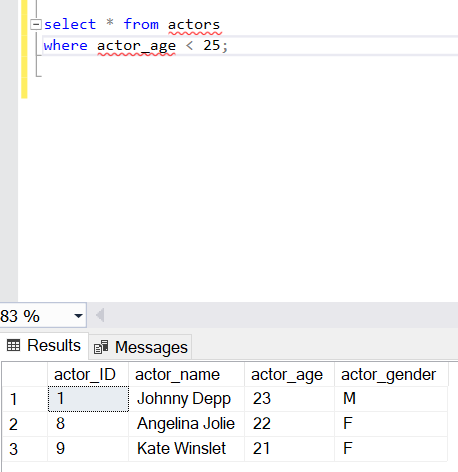 select * from actors
where actor_age < 25;
83 %
Results Messages
actor_ID actor_name actor_age actor_gender
1 1 Johnny Depp 23 M
2 8 Angelina Jolie 22 F
3 9 Kate Winslet 21 F